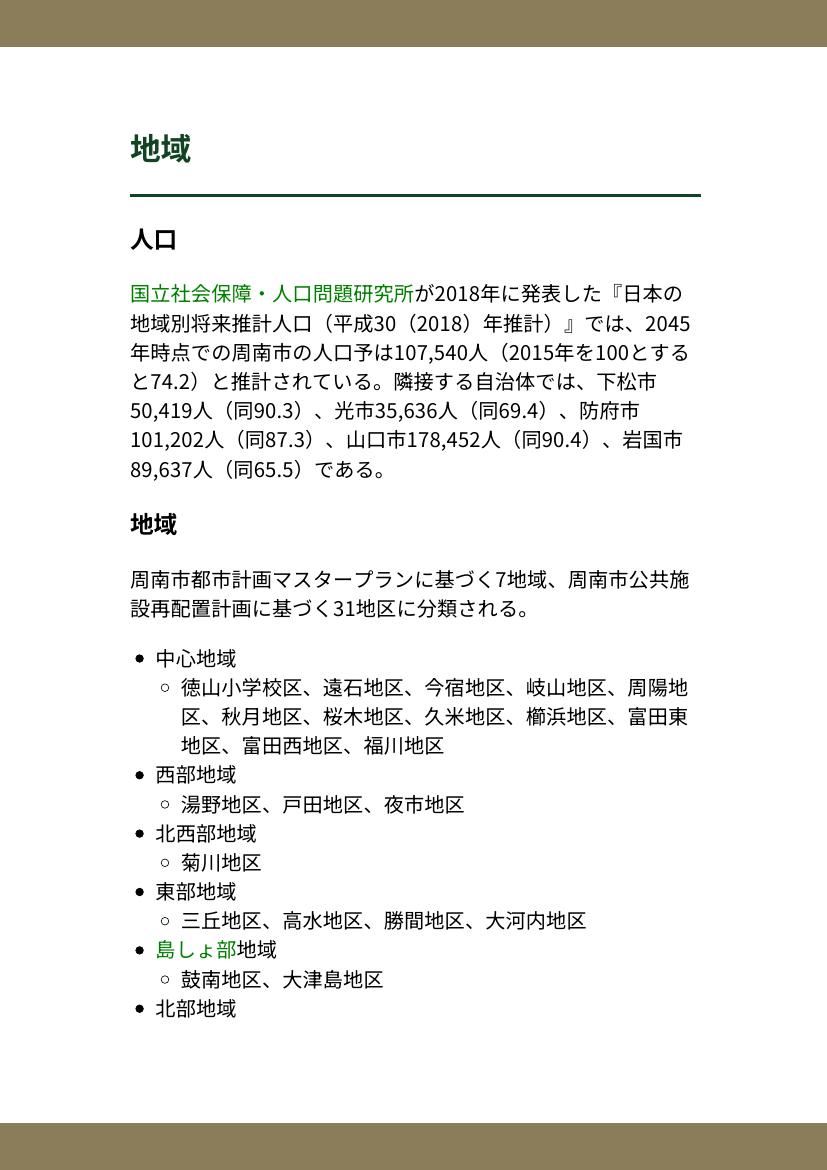 地域
人口
国立社会保障・人口問題研究所が2018年に発表した『日本の
地域別将来推計人口（平成30（2018）年推計）』では、2045
年時点での周南市の人口予は107,540人（2015年を100とする
と74.2）と推計されている。隣接する自治体では、下松市
50,419人（同90.3）、光市35,636人（同69.4）、防府市
101,202人（同87.3）、山口市178,452人（同90.4）、岩国市
89,637人（同65.5）である。
地域
周南市都市計画マスタープランに基づく7地域、周南市公共施
設再配置計画に基づく31地区に分類される。
• 中心地域
◦ 徳山小学校区、遠石地区、今宿地区、岐山地区、周陽地
区、秋月地区、桜木地区、久米地区、櫛浜地区、富田東
地区、富田西地区、福川地区
• 西部地域
◦ 湯野地区、戸田地区、夜市地区
• 北西部地域
◦ 菊川地区
• 東部地域
◦ 三丘地区、高水地区、勝間地区、大河内地区
• 島しょ部地域
◦ 鼓南地区、大津島地区
• 北部地域